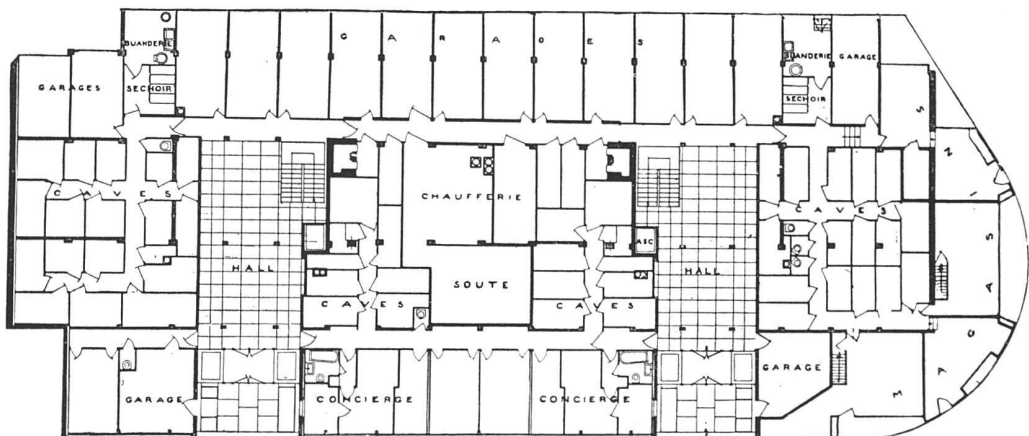 GARAGES
BUANDERIE
BUANDERIE
GARAGE
GARAGES
SECHOIR
SECHOIR
CAVES
CHAUFFERIE
CAVES
ASC
HALL
HALL
SOUTE
CAVES
CAVES
GARAGE
GARAGE
CONCIERGE
CONCIERGE
MAGASINS